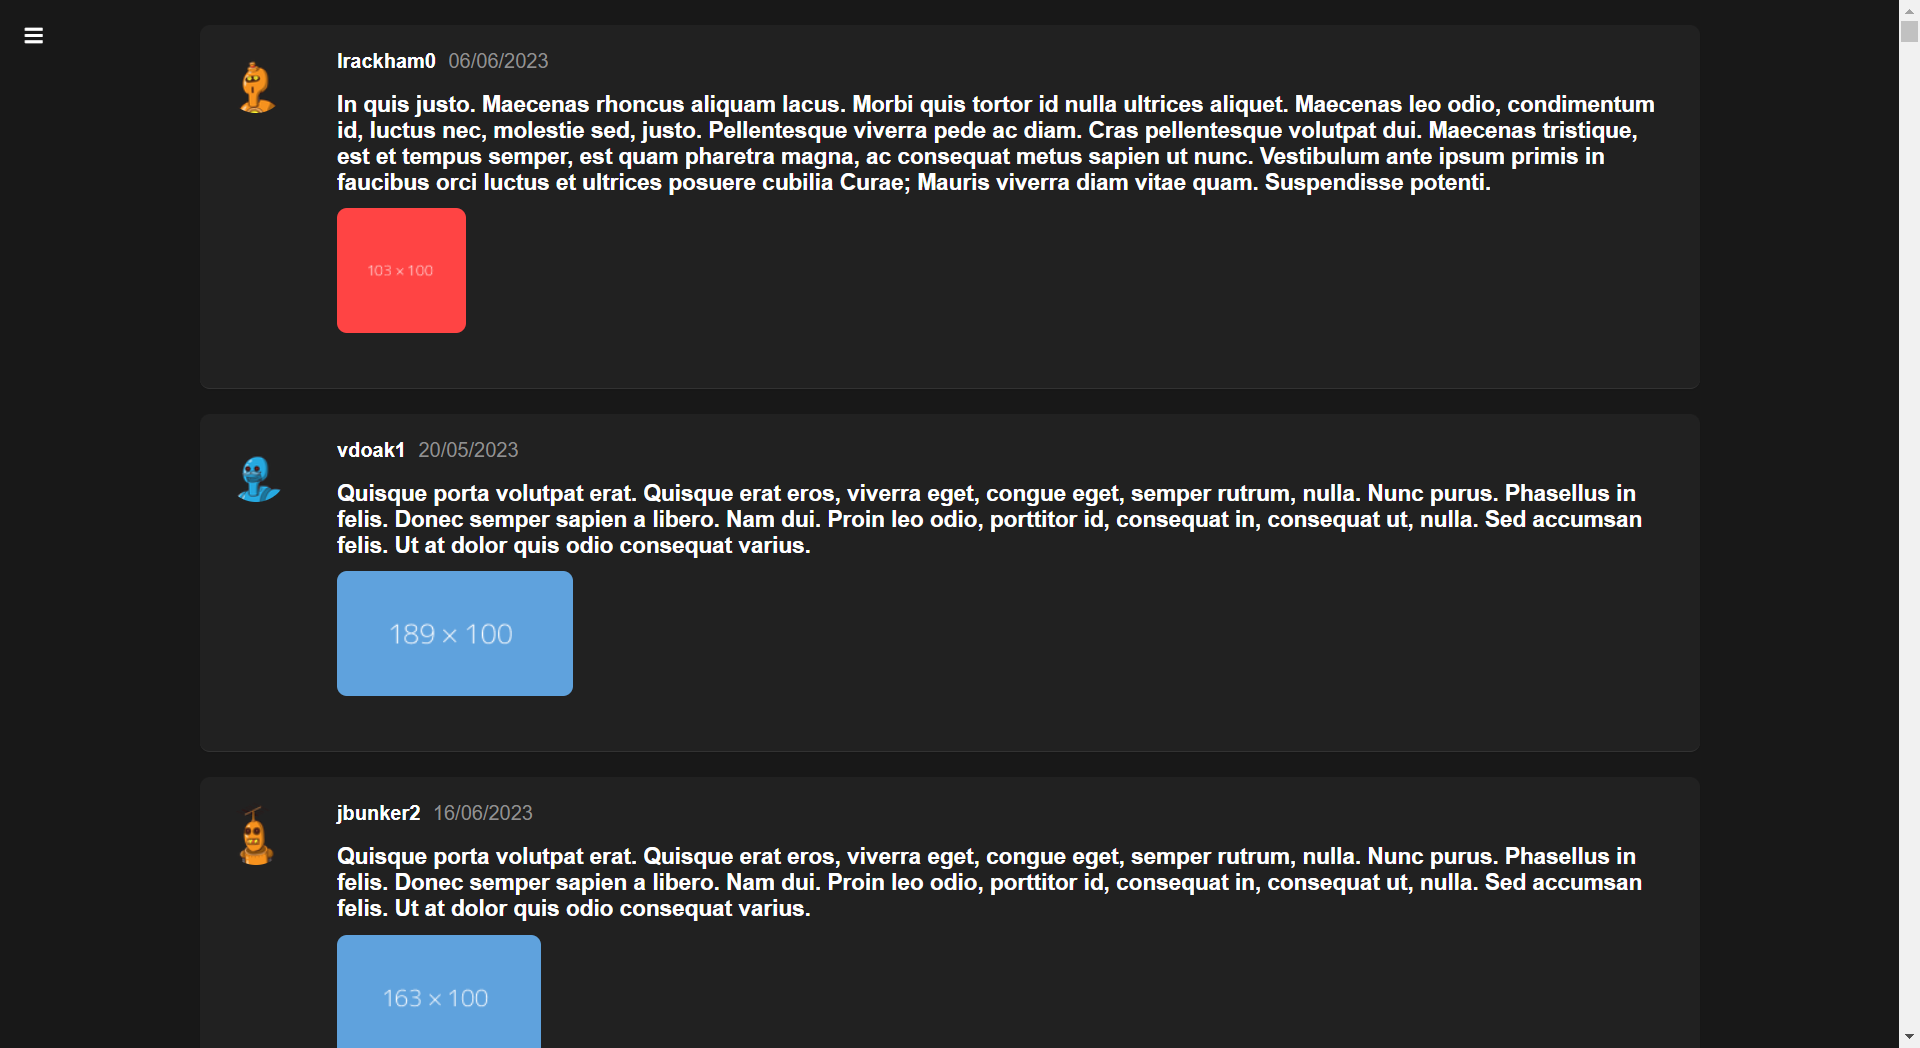 lrackham0 06/06/2023
In quis justo. Maecenas rhoncus aliquam lacus. Morbi quis tortor id nulla ultrices aliquet. Maecenas leo odio, condimentum
id, luctus nec, molestie sed, justo. Pellentesque viverra pede ac diam. Cras pellentesque volutpat dui. Maecenas tristique,
est et tempus semper, est quam pharetra magna, ac consequat metus sapien ut nunc. Vestibulum ante ipsum primis in
faucibus orci luctus et ultrices posuere cubilia Curae; Mauris viverra diam vitae quam. Suspendisse potenti.
103 × 100
vdoak1 20/05/2023
Quisque porta volutpat erat. Quisque erat eros, viverra eget, congue eget, semper rutrum, nulla. Nunc purus. Phasellus in
felis. Donec semper sapien a libero. Nam dui. Proin leo odio, porttitor id, consequat in, consequat ut, nulla. Sed accumsan
felis. Ut at dolor quis odio consequat varius.
189 × 100
jbunker2 16/06/2023
Quisque porta volutpat erat. Quisque erat eros, viverra eget, congue eget, semper rutrum, nulla. Nunc purus. Phasellus in
felis. Donec semper sapien a libero. Nam dui. Proin leo odio, porttitor id, consequat in, consequat ut, nulla. Sed accumsan
felis. Ut at dolor quis odio consequat varius.
163 × 100